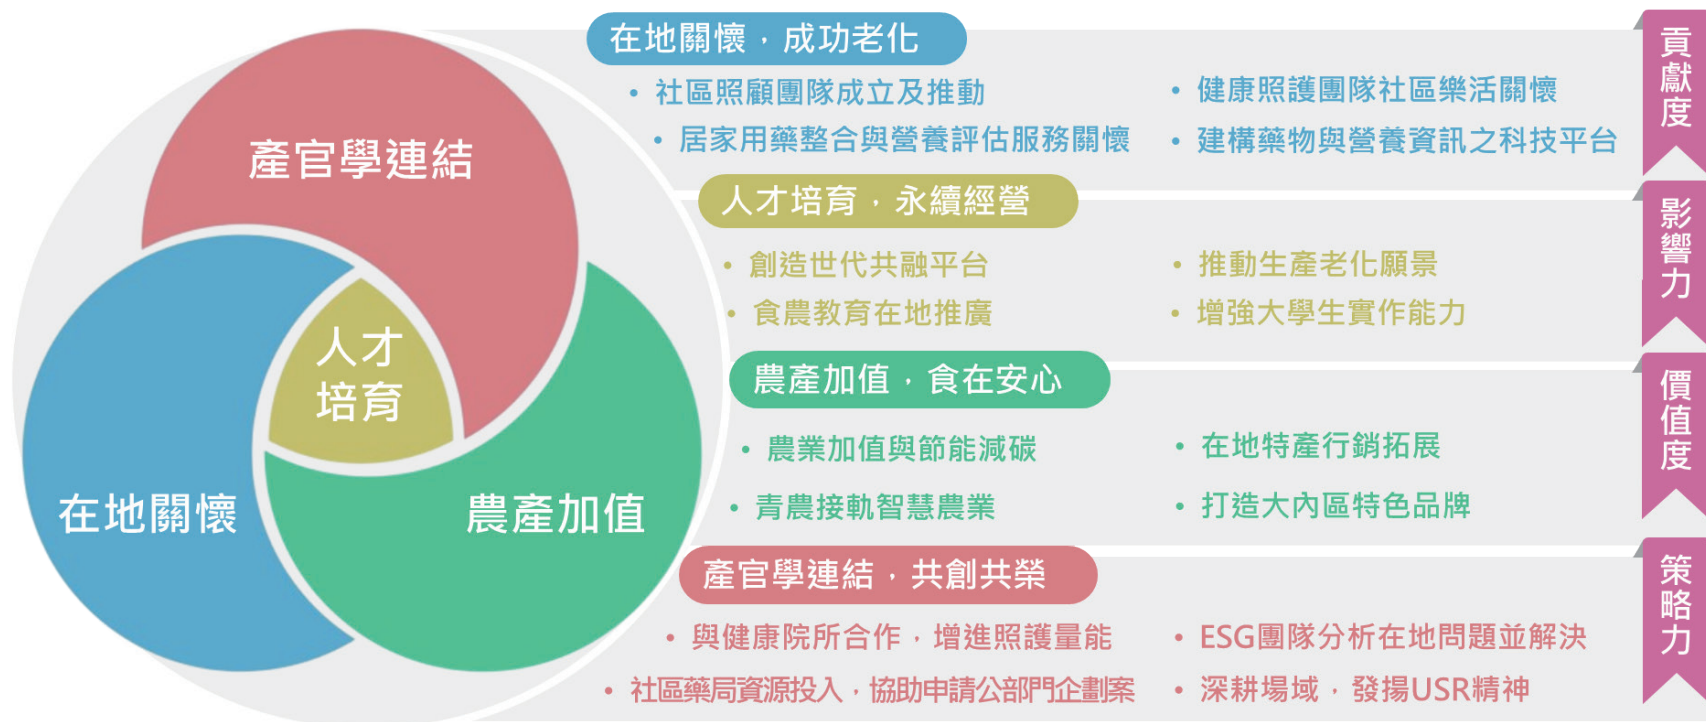 產官學連結
人才
培育
在地關懷
農產加值
在地關懷，成功老化
• 社區照顧團隊成立及推動
• 健康照護團隊社區樂活關懷
• 居家用藥整合與營養評估服務關懷
• 建構藥物與營養資訊之科技平台
貢獻度
人才培育，永續經營
• 創造世代共融平台
• 推動生產老化願景
• 食農教育在地推廣
• 增強大學生實作能力
影響力
農產加值，食在安心
• 農業加值與節能減碳
• 在地特產行銷拓展
• 青農接軌智慧農業
• 打造大內區特色品牌
價值度
產官學連結，共創共榮
• 與健康院所合作，增進照護量能
• ESG團隊分析在地問題並解決
• 社區藥局資源投入，協助申請公部門企劃案
• 深耕場域，發揚USR精神
策略力